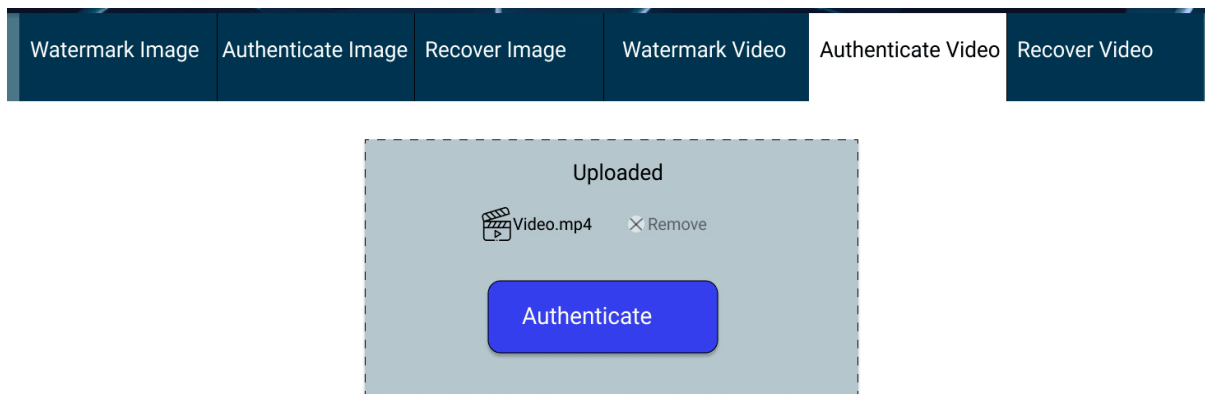 Watermark Image Authenticate Image Recover Image Watermark Video Authenticate Video Recover Video
Uploaded
Video.mp4 Remove
Authenticate